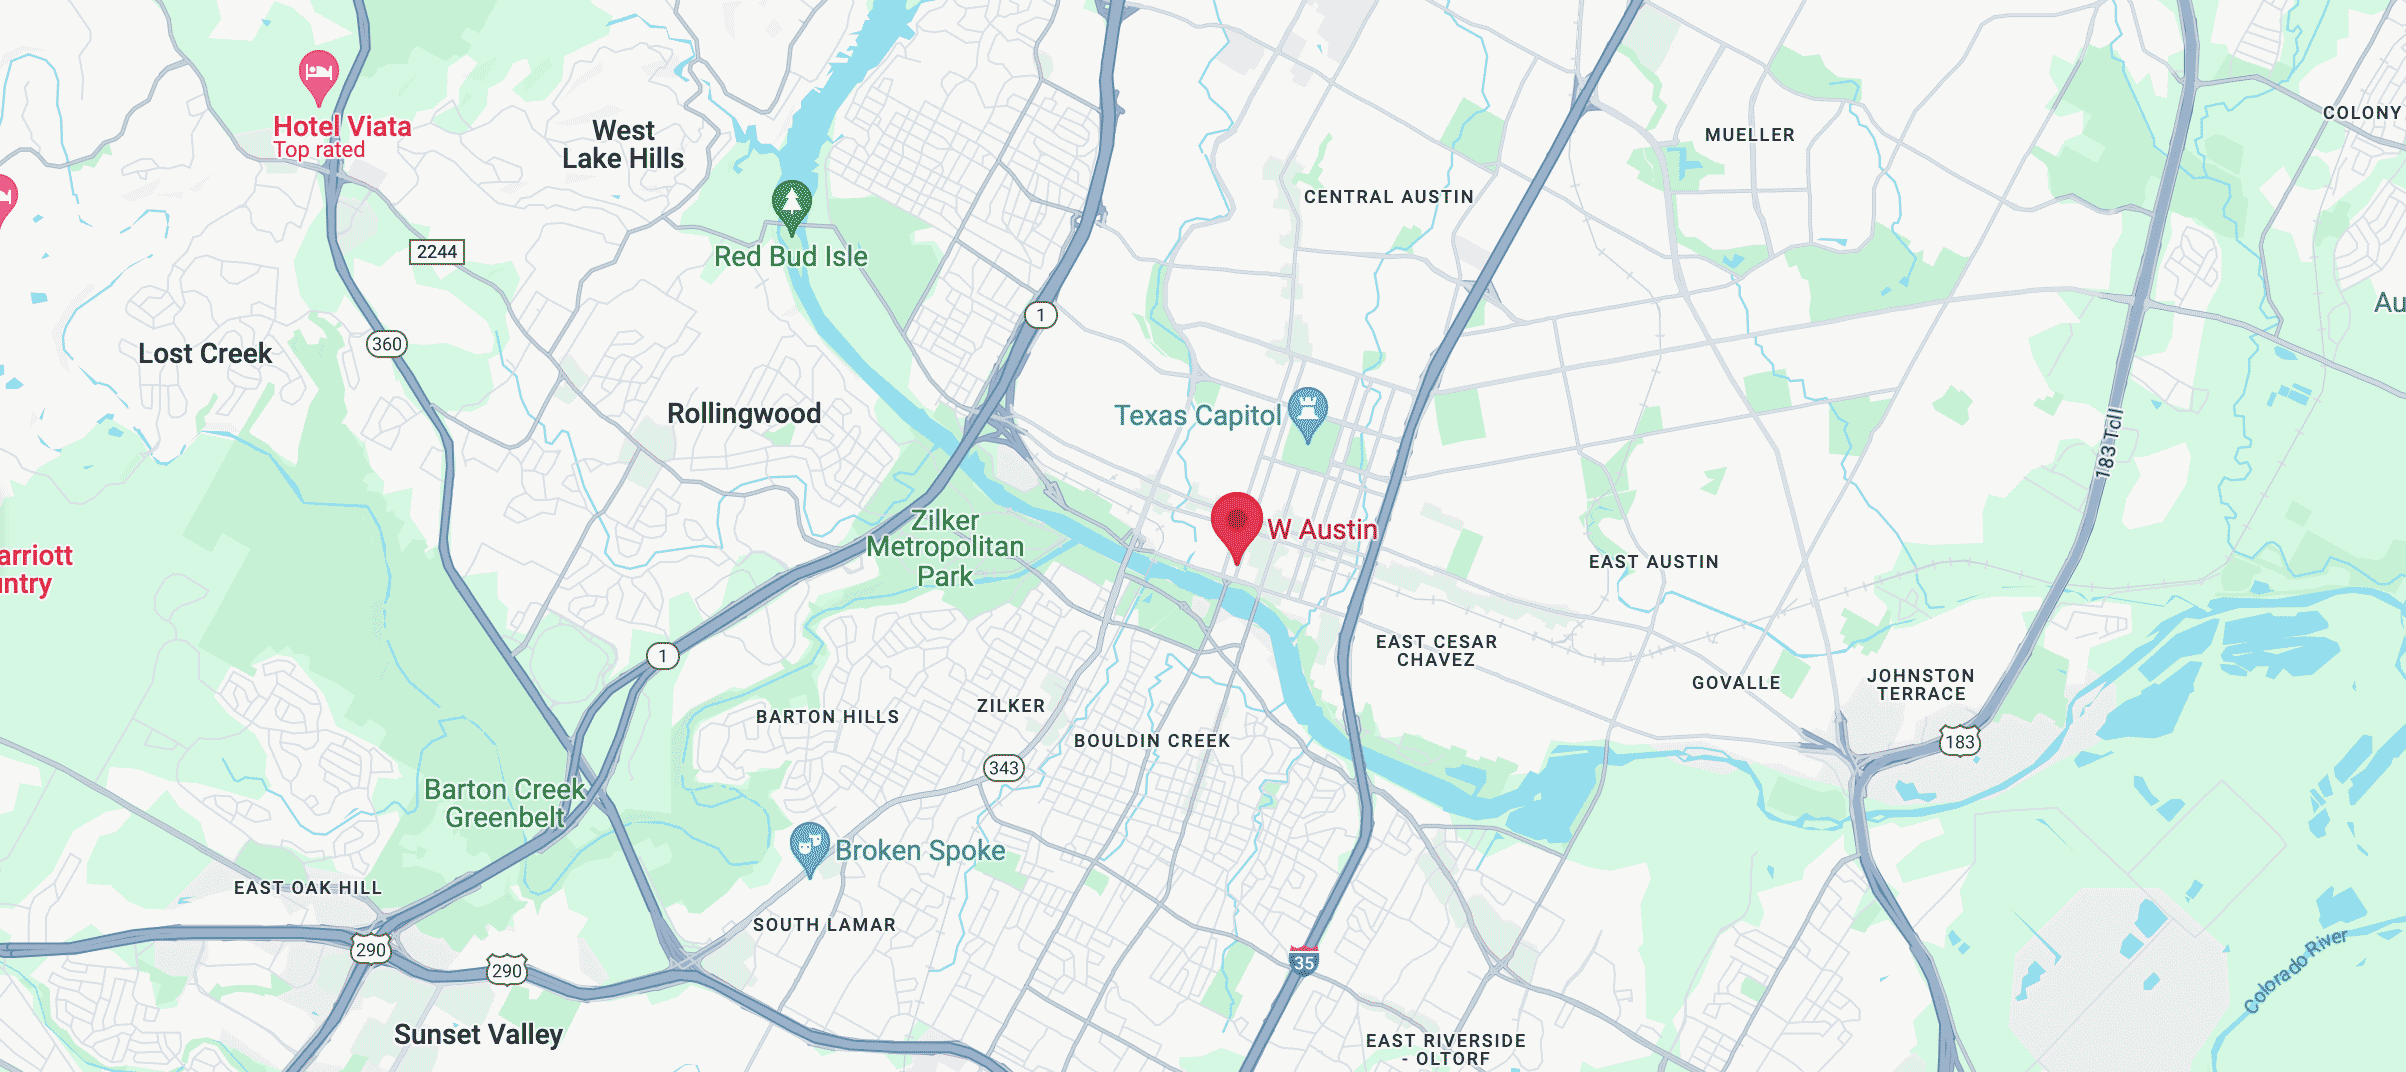 Hotel Viata
Top rated
West
Lake Hills
MUELLER
COLONY
CENTRAL AUSTIN
2244
Red Bud Isle
Au
1
360
Lost Creek
Rollingwood
Texas Capitol
183 Toll
Zilker
Metropolitan
Park
W Austin
arriott
untry
EAST AUSTIN
1
EAST CESAR
CHAVEZ
GOVALLE
JOHNSTON
TERRACE
ZILKER
BARTON HILLS
BOULDIN CREEK
183
343
Barton Creek
Greenbelt
Broken Spoke
EAST OAK HILL
SOUTH LAMAR
290
290
35
Colorado River
Sunset Valley
EAST RIVERSIDE
- OLTORF